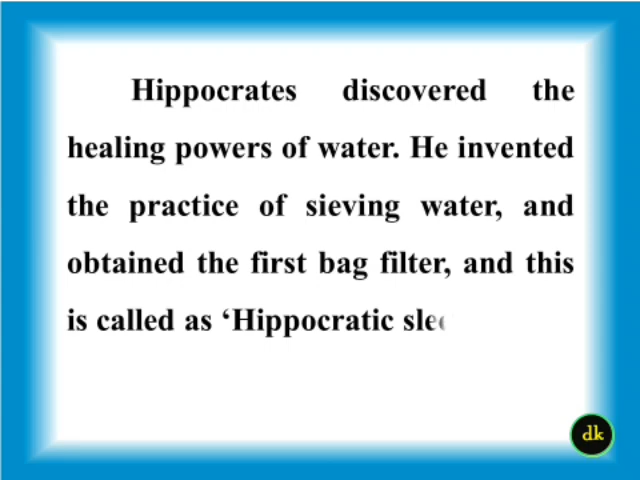 Hippocrates discovered the
healing powers of water. He invented
the practice of sieving water, and
obtained the first bag filter, and this
is called as ‘Hippocratic
dk